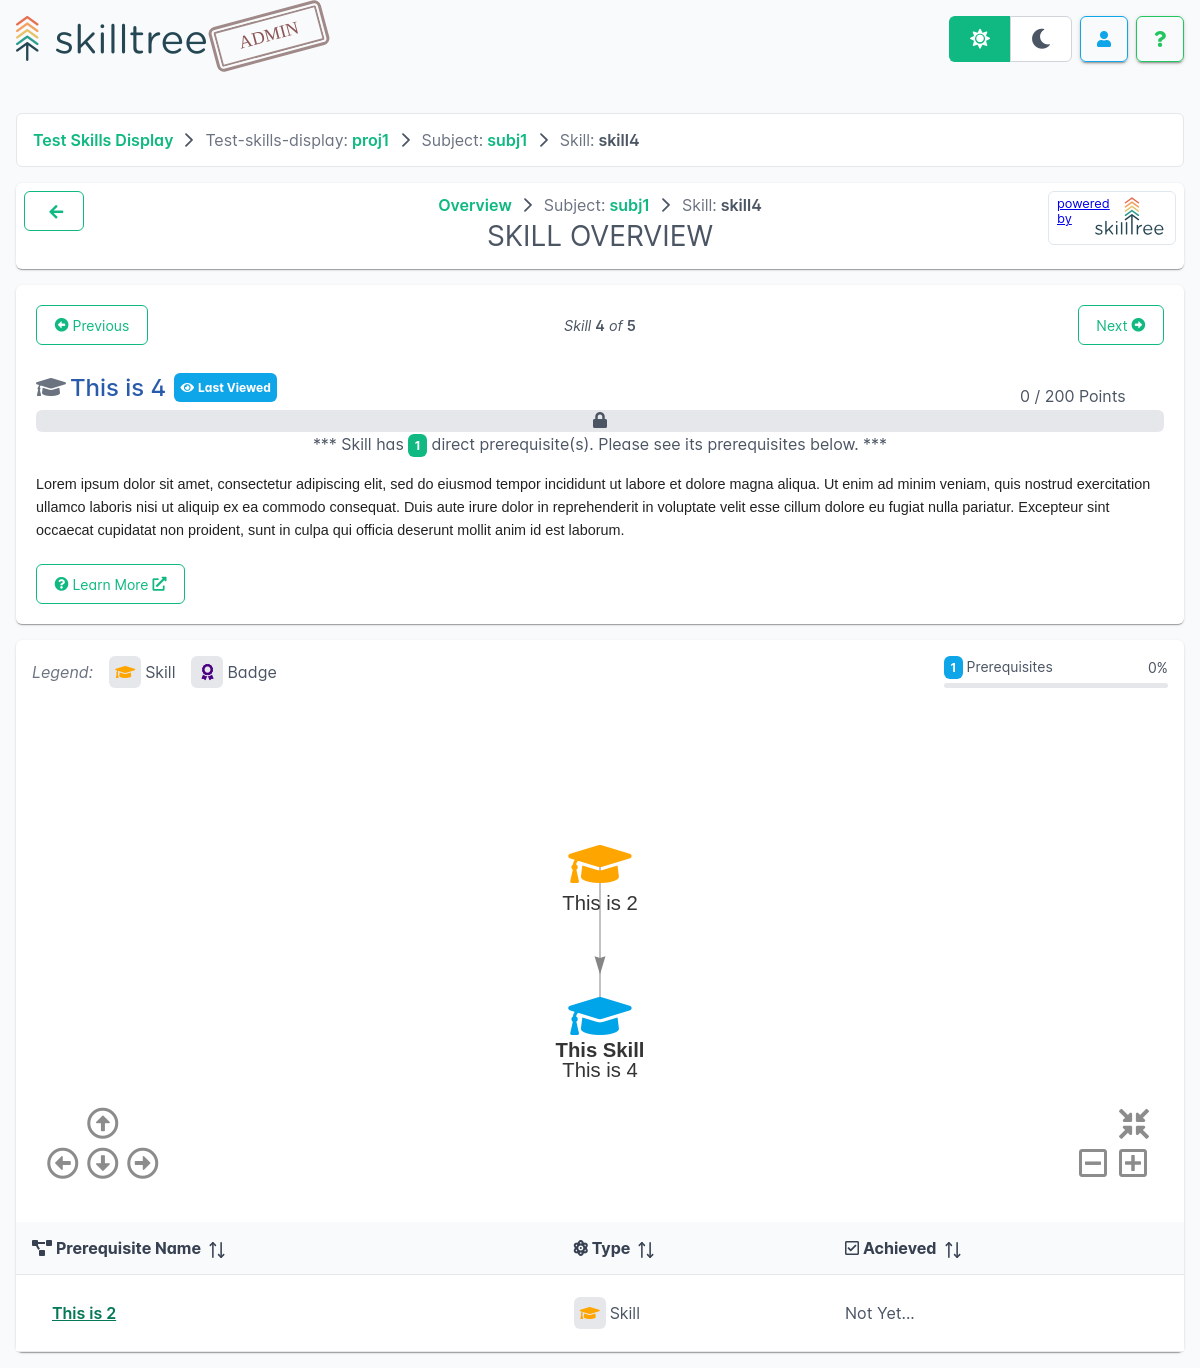 skilltree ADMIN
Test Skills Display > Test-skills-display: proj1 > Subject: subj1 > Skill: skill4
Overview > Subject: subj1 > Skill: skill4
SKILL OVERVIEW
powered by
skilltree
Previous
Skill 4 of 5
Next
This is 4
Last Viewed
0 / 200 Points
*** Skill has 1 direct prerequisite(s). Please see its prerequisites below. ***
Lorem ipsum dolor sit amet, consectetur adipiscing elit, sed do eiusmod tempor incididunt ut labore et dolore magna aliqua. Ut enim ad minim veniam, quis nostrud exercitation
ullamco laboris nisi ut aliquip ex ea commodo consequat. Duis aute irure dolor in reprehenderit in voluptate velit esse cillum dolore eu fugiat nulla pariatur. Excepteur sint
occaecat cupidatat non proident, sunt in culpa qui officia deserunt mollit anim id est laborum.
Learn More
Legend: Skill Badge
1 Prerequisites 0%
This is 2
This Skill
This is 4
Prerequisite Name Type Achieved
This is 2 Skill Not Yet...